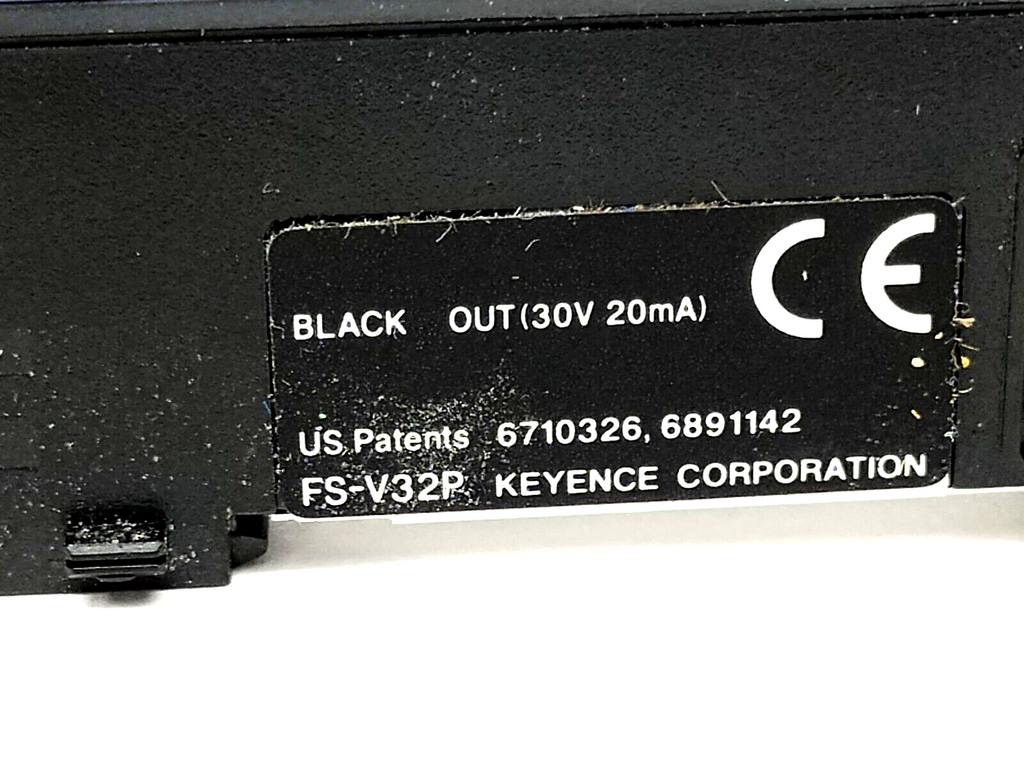 CE
BLACK OUT(30V 20mA)
US Patents 6710326, 6891142
FS-V32P KEYENCE CORPORATION